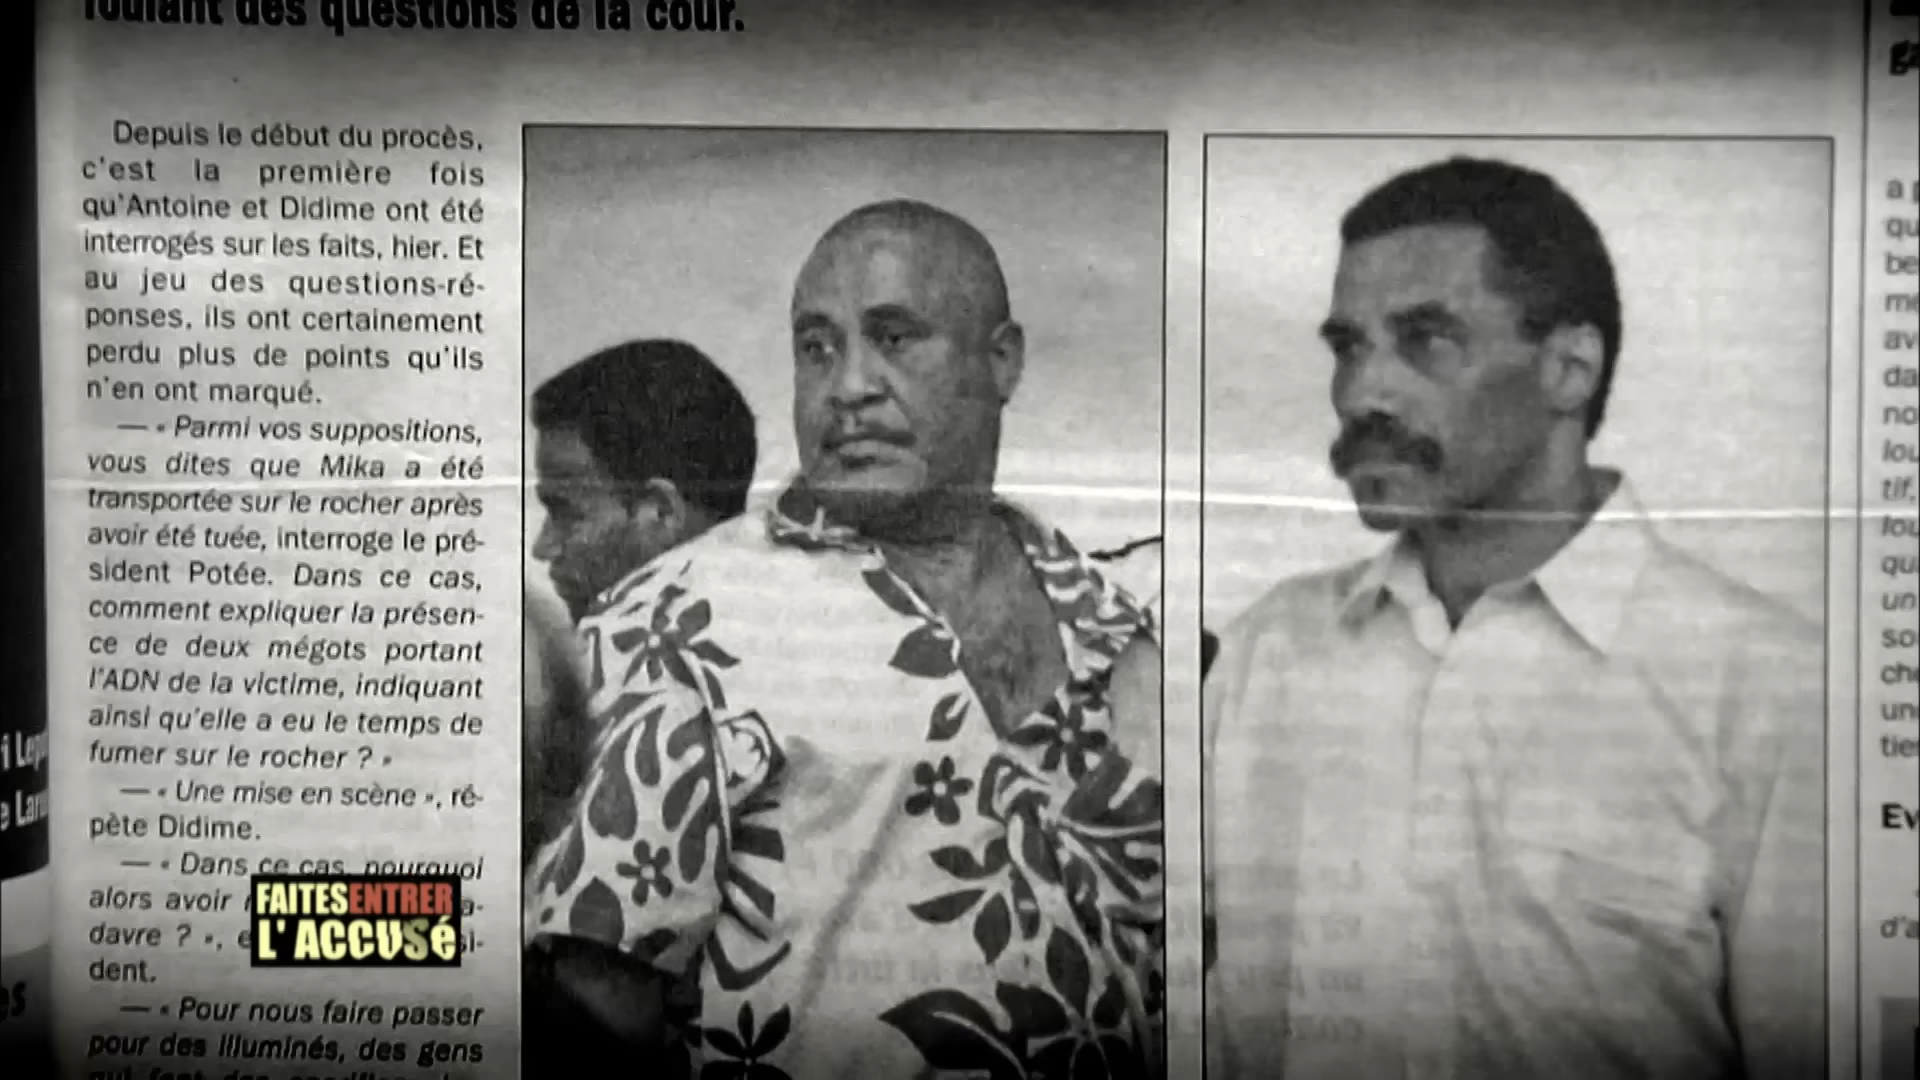 foulant des questions de la cour.
Depuis le début du procès,
c'est la première fois
qu'Antoine et Didime ont été
interrogés sur les faits, hier. Et
au jeu des questions-ré-
ponses, ils ont certainement
perdu plus de points qu'ils
n'en ont marqué.
— « Parmi vos suppositions,
vous dites que Mika a été
transportée sur le rocher après
avoir été tuée, interroge le pré-
sident Potée. Dans ce cas,
comment expliquer la présen-
ce de deux mégots portant
l'ADN de la victime, indiquant
ainsi qu'elle a eu le temps de
fumer sur le rocher ? »
— « Une mise en scène », ré-
pète Didime.
— « Dans ce cas, pourquoi
alors avoir
davre ? »,
dent.
— « Pour nous faire passer
pour des illuminés, des gens
FAITES ENTRER
L'ACCUSé